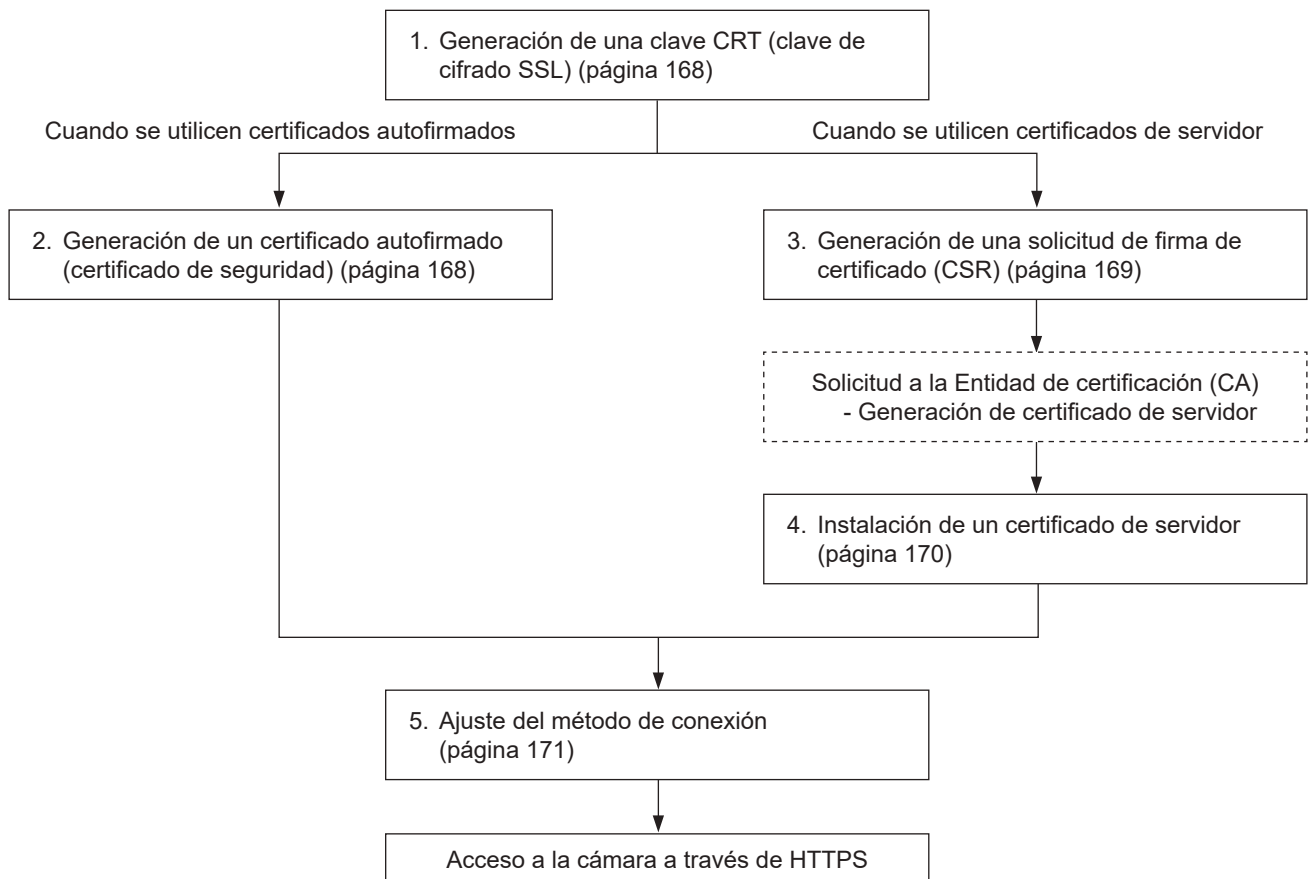 1. Generación de una clave CRT (clave de
cifrado SSL) (página 168)
Cuando se utilicen certificados autofirmados
Cuando se utilicen certificados de servidor
2. Generación de un certificado autofirmado
(certificado de seguridad) (página 168)
3. Generación de una solicitud de firma de
certificado (CSR) (página 169)
Solicitud a la Entidad de certificación (CA)
- Generación de certificado de servidor
4. Instalación de un certificado de servidor
(página 170)
5. Ajuste del método de conexión
(página 171)
Acceso a la cámara a través de HTTPS